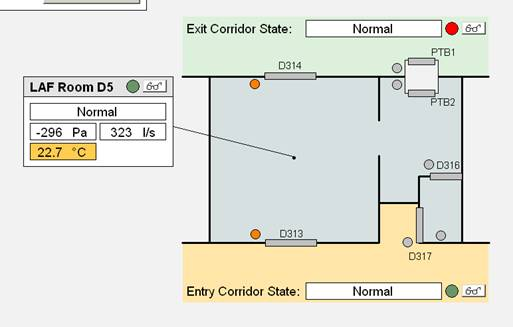 Exit Corridor State: Normal
PTB1
D314
LAF Room D5
Normal
-296 Pa 323 l/s
22.7 °C
PTB2
D316
D313
D317
Entry Corridor State: Normal